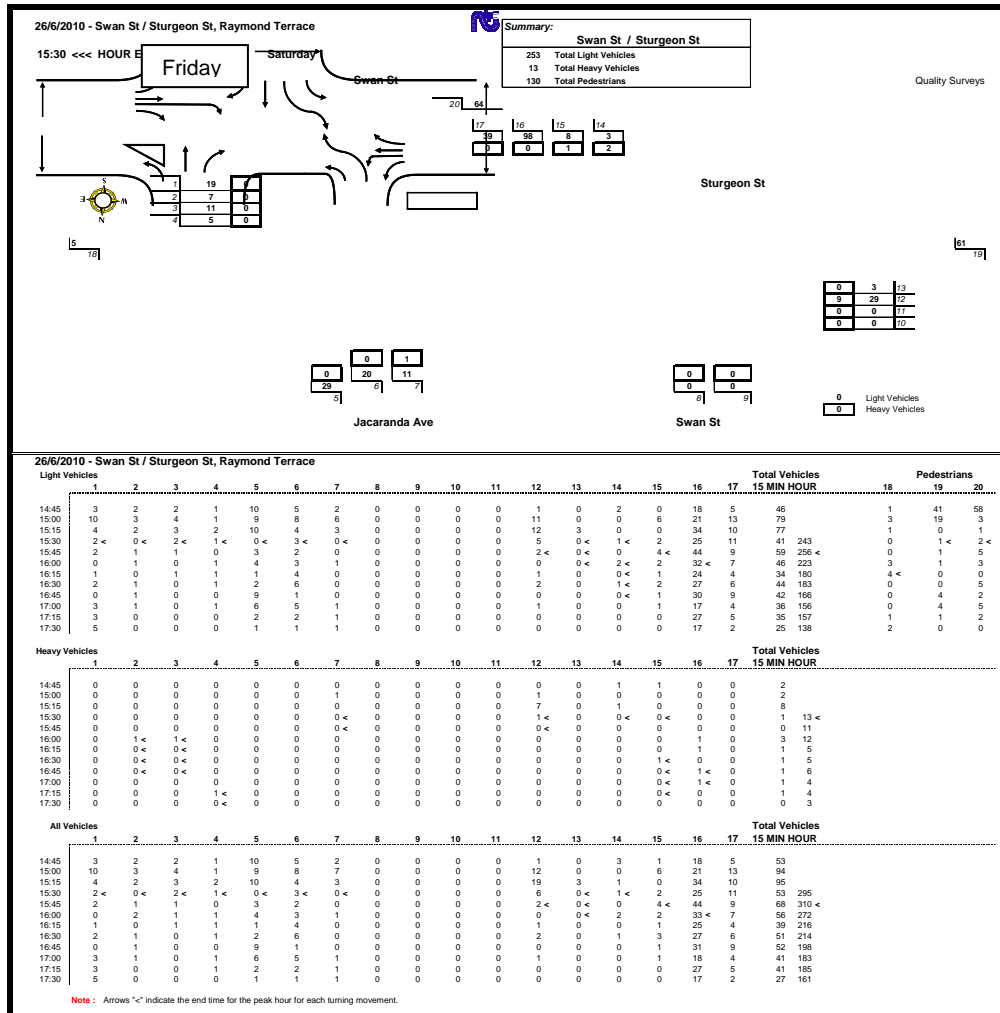 26/6/2010 - Swan St / Sturgeon St, Raymond Terrace
Summary:
Swan St / Sturgeon St
253 Total Light Vehicles
13 Total Heavy Vehicles
130 Total Pedestrians
15:30 <<< HOUR E
Friday
Saturday
Swan St
Quality Surveys
20 64
17 16 15 14
39 98 8 3
0 0 1 2
Sturgeon St
1 19 0
2 7 0
3 11 0
4 5 0
S
E W
N
5
18
61
19
0 3 13
9 29 12
0 0 11
0 0 10
0 1
0 20 11 0 0
29 6 7 0 0
5 8 9
0 Light Vehicles
0 Heavy Vehicles
Jacaranda Ave Swan St
26/6/2010 - Swan St / Sturgeon St, Raymond Terrace
Light Vehicles Total Vehicles Pedestrians
1 2 3 4 5 6 7 8 9 10 11 12 13 14 15 16 17 15 MIN HOUR 18 19 20
14:45 3 2 2 1 10 5 2 0 0 0 0 1 0 2 0 18 5 46 1 41 58
15:00 10 3 4 1 9 8 6 0 0 0 0 11 0 0 6 21 13 79 3 19 3
15:15 4 2 3 2 10 4 3 0 0 0 0 12 3 0 0 34 10 77 1 0 1
15:30 2 < 0 < 2 < 1 < 0 < 3 < 0 < 0 0 0 0 5 0 < 1 < 2 25 11 41 243 0 1 < 2 <
15:45 2 1 1 0 3 2 0 0 0 0 0 2 < 0 < 0 4 < 44 9 59 256 < 0 1 5
16:00 0 1 0 1 4 3 1 0 0 0 0 0 0 < 2 < 2 32 < 7 46 223 3 1 3
16:15 1 0 1 1 1 4 0 0 0 0 0 1 0 0 < 1 24 4 34 180 4 < 0 0
16:30 2 1 0 1 2 6 0 0 0 0 0 2 0 1 < 2 27 6 44 183 0 0 5
16:45 0 1 0 0 9 1 0 0 0 0 0 0 0 0 < 1 30 9 42 166 0 4 2
17:00 3 1 0 1 6 5 1 0 0 0 0 1 0 0 1 17 4 36 156 0 4 5
17:15 3 0 0 0 2 2 1 0 0 0 0 0 0 0 0 27 5 35 157 1 1 2
17:30 5 0 0 0 1 1 1 0 0 0 0 0 0 0 0 17 2 25 138 2 0 0
Heavy Vehicles Total Vehicles
1 2 3 4 5 6 7 8 9 10 11 12 13 14 15 16 17 15 MIN HOUR
14:45 0 0 0 0 0 0 0 0 0 0 0 0 0 1 1 0 0 2
15:00 0 0 0 0 0 0 1 0 0 0 0 1 0 0 0 0 0 2
15:15 0 0 0 0 0 0 0 0 0 0 0 7 0 1 0 0 0 8
15:30 0 0 0 0 0 0 0 < 0 0 0 0 1 < 0 0 < 0 < 0 0 1 13 <
15:45 0 0 0 0 0 0 0 < 0 0 0 0 0 < 0 0 0 0 0 0 11
16:00 0 1 < 1 < 0 0 0 0 0 0 0 0 0 0 0 0 1 0 3 12
16:15 0 0 < 0 < 0 0 0 0 0 0 0 0 0 0 0 0 1 0 1 5
16:30 0 0 < 0 < 0 0 0 0 0 0 0 0 0 0 0 1 < 0 0 1 5
16:45 0 0 < 0 < 0 0 0 0 0 0 0 0 0 0 0 0 < 1 < 0 1 6
17:00 0 0 0 0 0 0 0 0 0 0 0 0 0 0 0 < 1 < 0 1 4
17:15 0 0 0 1 < 0 0 0 0 0 0 0 0 0 0 0 < 0 0 1 4
17:30 0 0 0 0 < 0 0 0 0 0 0 0 0 0 0 0 0 0 0 3
All Vehicles Total Vehicles
1 2 3 4 5 6 7 8 9 10 11 12 13 14 15 16 17 15 MIN HOUR
14:45 3 2 2 1 10 5 2 0 0 0 0 1 0 3 1 18 5 53
15:00 10 3 4 1 9 8 7 0 0 0 0 12 0 0 6 21 13 94
15:15 4 2 3 2 10 4 3 0 0 0 0 19 3 1 0 34 10 95
15:30 2 < 0 < 2 < 1 < 0 < 3 < 0 < 0 0 0 0 6 0 < 1 < 2 25 11 53 295
15:45 2 1 1 0 3 2 0 0 0 0 0 2 < 0 < 0 4 < 44 9 68 310 <
16:00 0 2 1 1 4 3 1 0 0 0 0 0 0 < 2 2 33 < 7 56 272
16:15 1 0 1 1 1 4 0 0 0 0 0 1 0 0 1 25 4 39 216
16:30 2 1 0 1 2 6 0 0 0 0 0 2 0 1 3 27 6 51 214
16:45 0 1 0 0 9 1 0 0 0 0 0 0 0 0 1 31 9 52 198
17:00 3 1 0 1 6 5 1 0 0 0 0 1 0 0 1 18 4 41 183
17:15 3 0 0 1 2 2 1 0 0 0 0 0 0 0 0 27 5 41 185
17:30 5 0 0 0 1 1 1 0 0 0 0 0 0 0 0 17 2 27 161
Note : Arrows "<" indicate the end time for the peak hour for each turning movement.